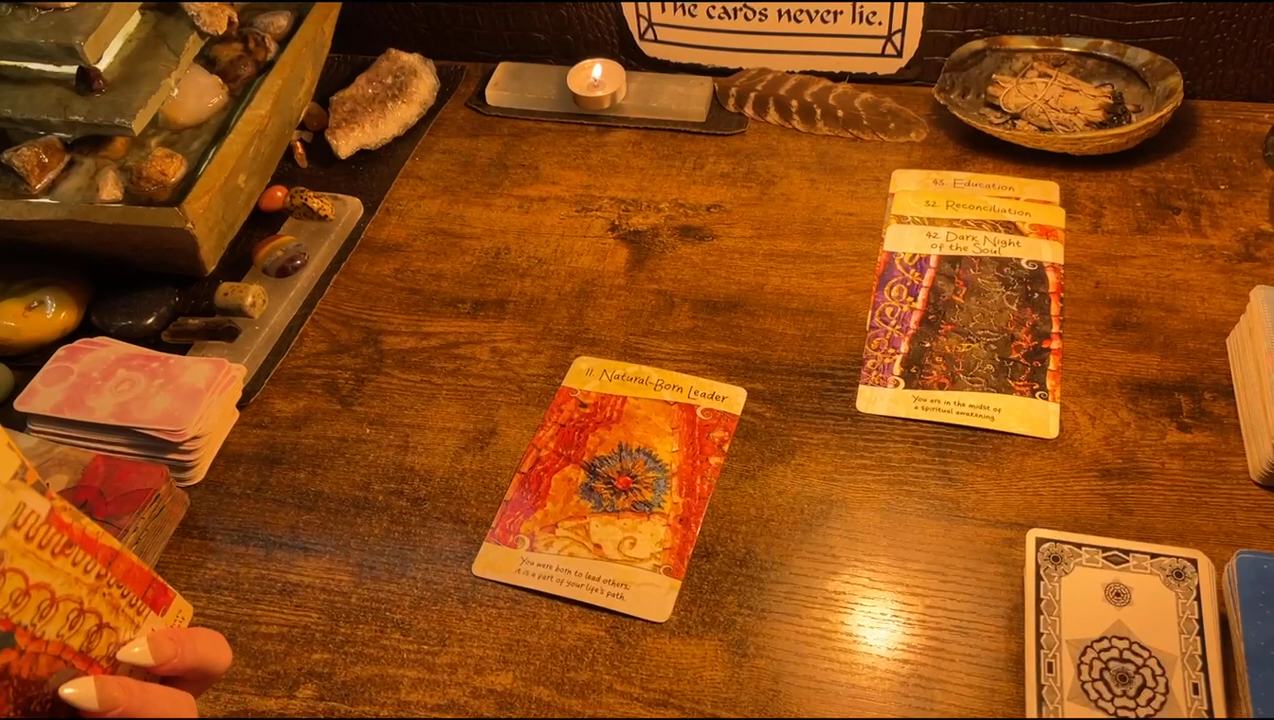 The cards never lie.
43. Education
32. Reconciliation
42. Dark Night
of the Soul
You are in the midst of
a spiritual awakening.
11. Natural-Born Leader
You were born to lead others.
It is a part of your life's path.